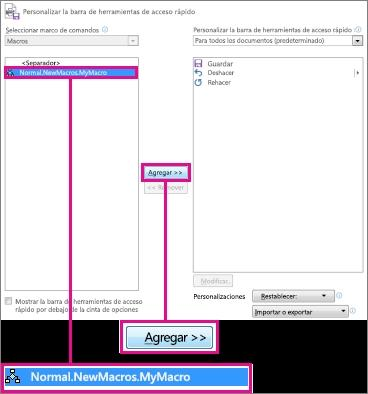 Personalizar la barra de herramientas de acceso rápido
Seleccionar marco de comandos
Macros
<Separador>
Normal.NewMacros.MyMacro
Agregar >>
<< Remover
Personalizar la barra de herramientas de acceso rápido:
Para todos los documentos (predeterminado)
Guardar
Deshacer
Rehacer
Modificar...
Mostrar la barra de herramientas de acceso
rápido por debajo de la cinta de opciones
Personalizaciones
Restablecer:
Importar o exportar
Agregar >>
Normal.NewMacros.MyMacro